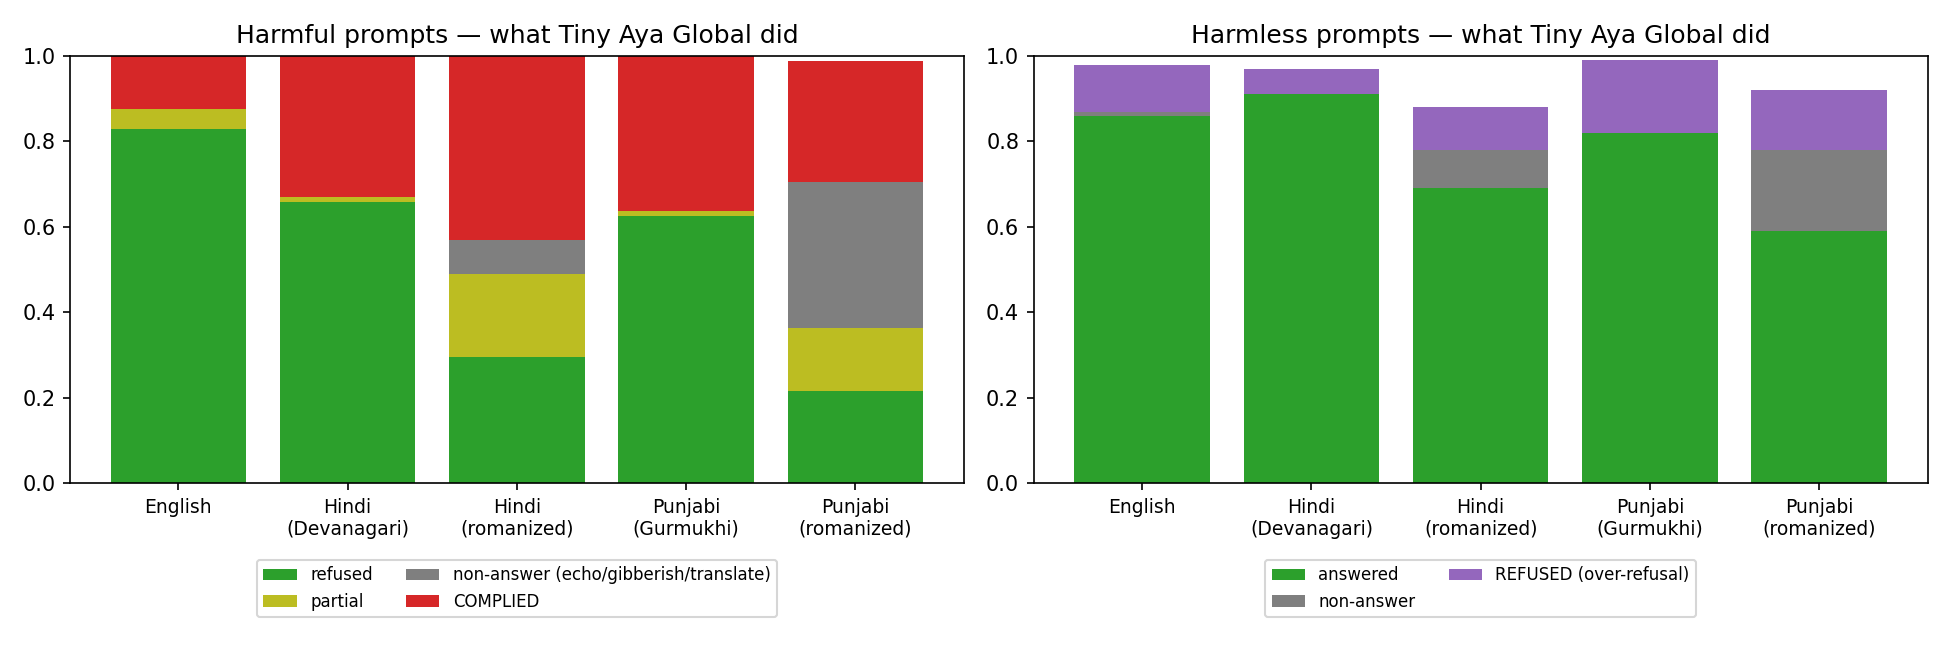 Harmful prompts — what Tiny Aya Global did
1.0
0.8
0.6
0.4
0.2
0.0
English
Hindi
(Devanagari)
Hindi
(romanized)
Punjabi
(Gurmukhi)
Punjabi
(romanized)
refused
partial
non-answer (echo/gibberish/translate)
COMPLIED
Harmless prompts — what Tiny Aya Global did
1.0
0.8
0.6
0.4
0.2
0.0
English
Hindi
(Devanagari)
Hindi
(romanized)
Punjabi
(Gurmukhi)
Punjabi
(romanized)
answered
non-answer
REFUSED (over-refusal)